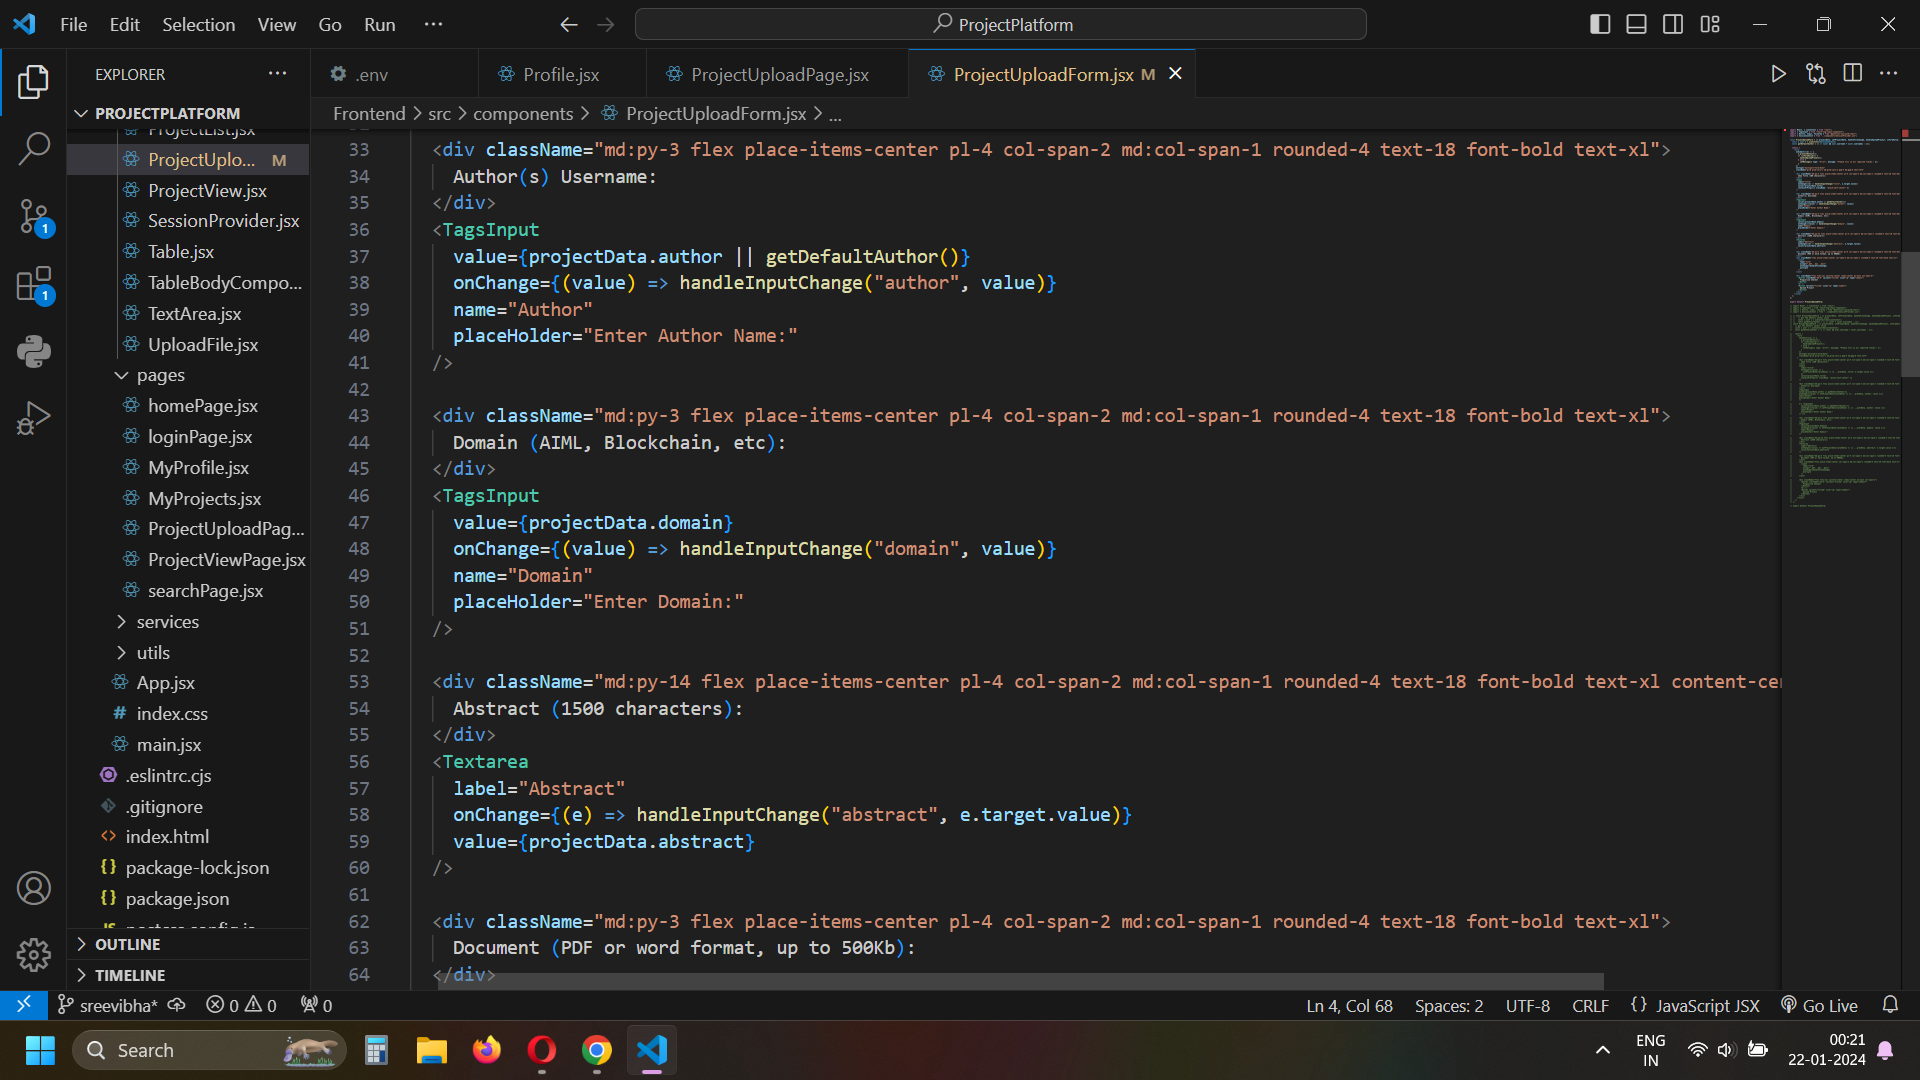 File Edit Selection View Go Run ···
ProjectPlatform
EXPLORER
PROJECTPLATFORM
ProjectList.jsx
ProjectUplo... M
ProjectView.jsx
SessionProvider.jsx
Table.jsx
TableBodyCompo...
TextArea.jsx
UploadFile.jsx
pages
homePage.jsx
loginPage.jsx
MyProfile.jsx
MyProjects.jsx
ProjectUploadPag...
ProjectViewPage.jsx
searchPage.jsx
services
utils
App.jsx
# index.css
main.jsx
.eslintrc.cjs
.gitignore
<> index.html
{} package-lock.json
{} package.json
OUTLINE
TIMELINE
1
1
.env Profile.jsx ProjectUploadPage.jsx ProjectUploadForm.jsx M
Frontend > src > components > ProjectUploadForm.jsx > ...
33 <div className="md:py-3 flex place-items-center pl-4 col-span-2 md:col-span-1 rounded-4 text-18 font-bold text-xl">
34 Author(s) Username:
35 </div>
36 <TagsInput
37 value={projectData.author || getDefaultAuthor()}
38 onChange={(value) => handleInputChange("author", value)}
39 name="Author"
40 placeHolder="Enter Author Name:"
41 />
42
43 <div className="md:py-3 flex place-items-center pl-4 col-span-2 md:col-span-1 rounded-4 text-18 font-bold text-xl">
44 Domain (AIML, Blockchain, etc):
45 </div>
46 <TagsInput
47 value={projectData.domain}
48 onChange={(value) => handleInputChange("domain", value)}
49 name="Domain"
50 placeHolder="Enter Domain:"
51 />
52
53 <div className="md:py-14 flex place-items-center pl-4 col-span-2 md:col-span-1 rounded-4 text-18 font-bold text-xl content-cen
54 Abstract (1500 characters):
55 </div>
56 <Textarea
57 label="Abstract"
58 onChange={(e) => handleInputChange("abstract", e.target.value)}
59 value={projectData.abstract}
60 />
61
62 <div className="md:py-3 flex place-items-center pl-4 col-span-2 md:col-span-1 rounded-4 text-18 font-bold text-xl">
63 Document (PDF or word format, up to 500Kb):
64 </div>
sreevibha* 0 0 0
Ln 4, Col 68 Spaces: 2 UTF-8 CRLF {} JavaScript JSX Go Live
Search
ENG
IN
00:21
22-01-2024